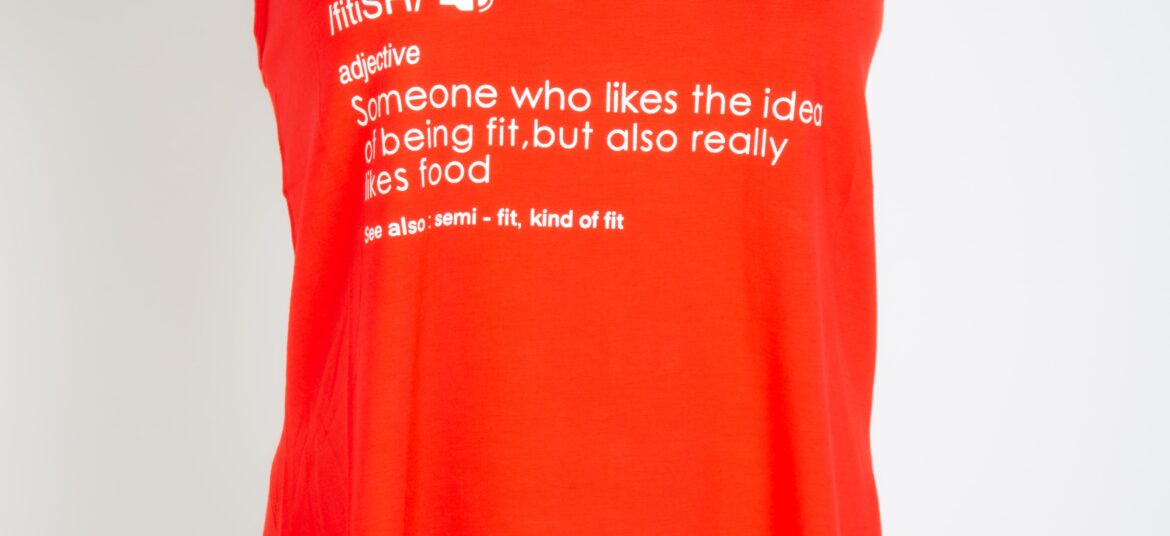 /fitiSH/
adjective
Someone who likes the idea
of being fit,but also really
likes food
See also : semi - fit, kind of fit